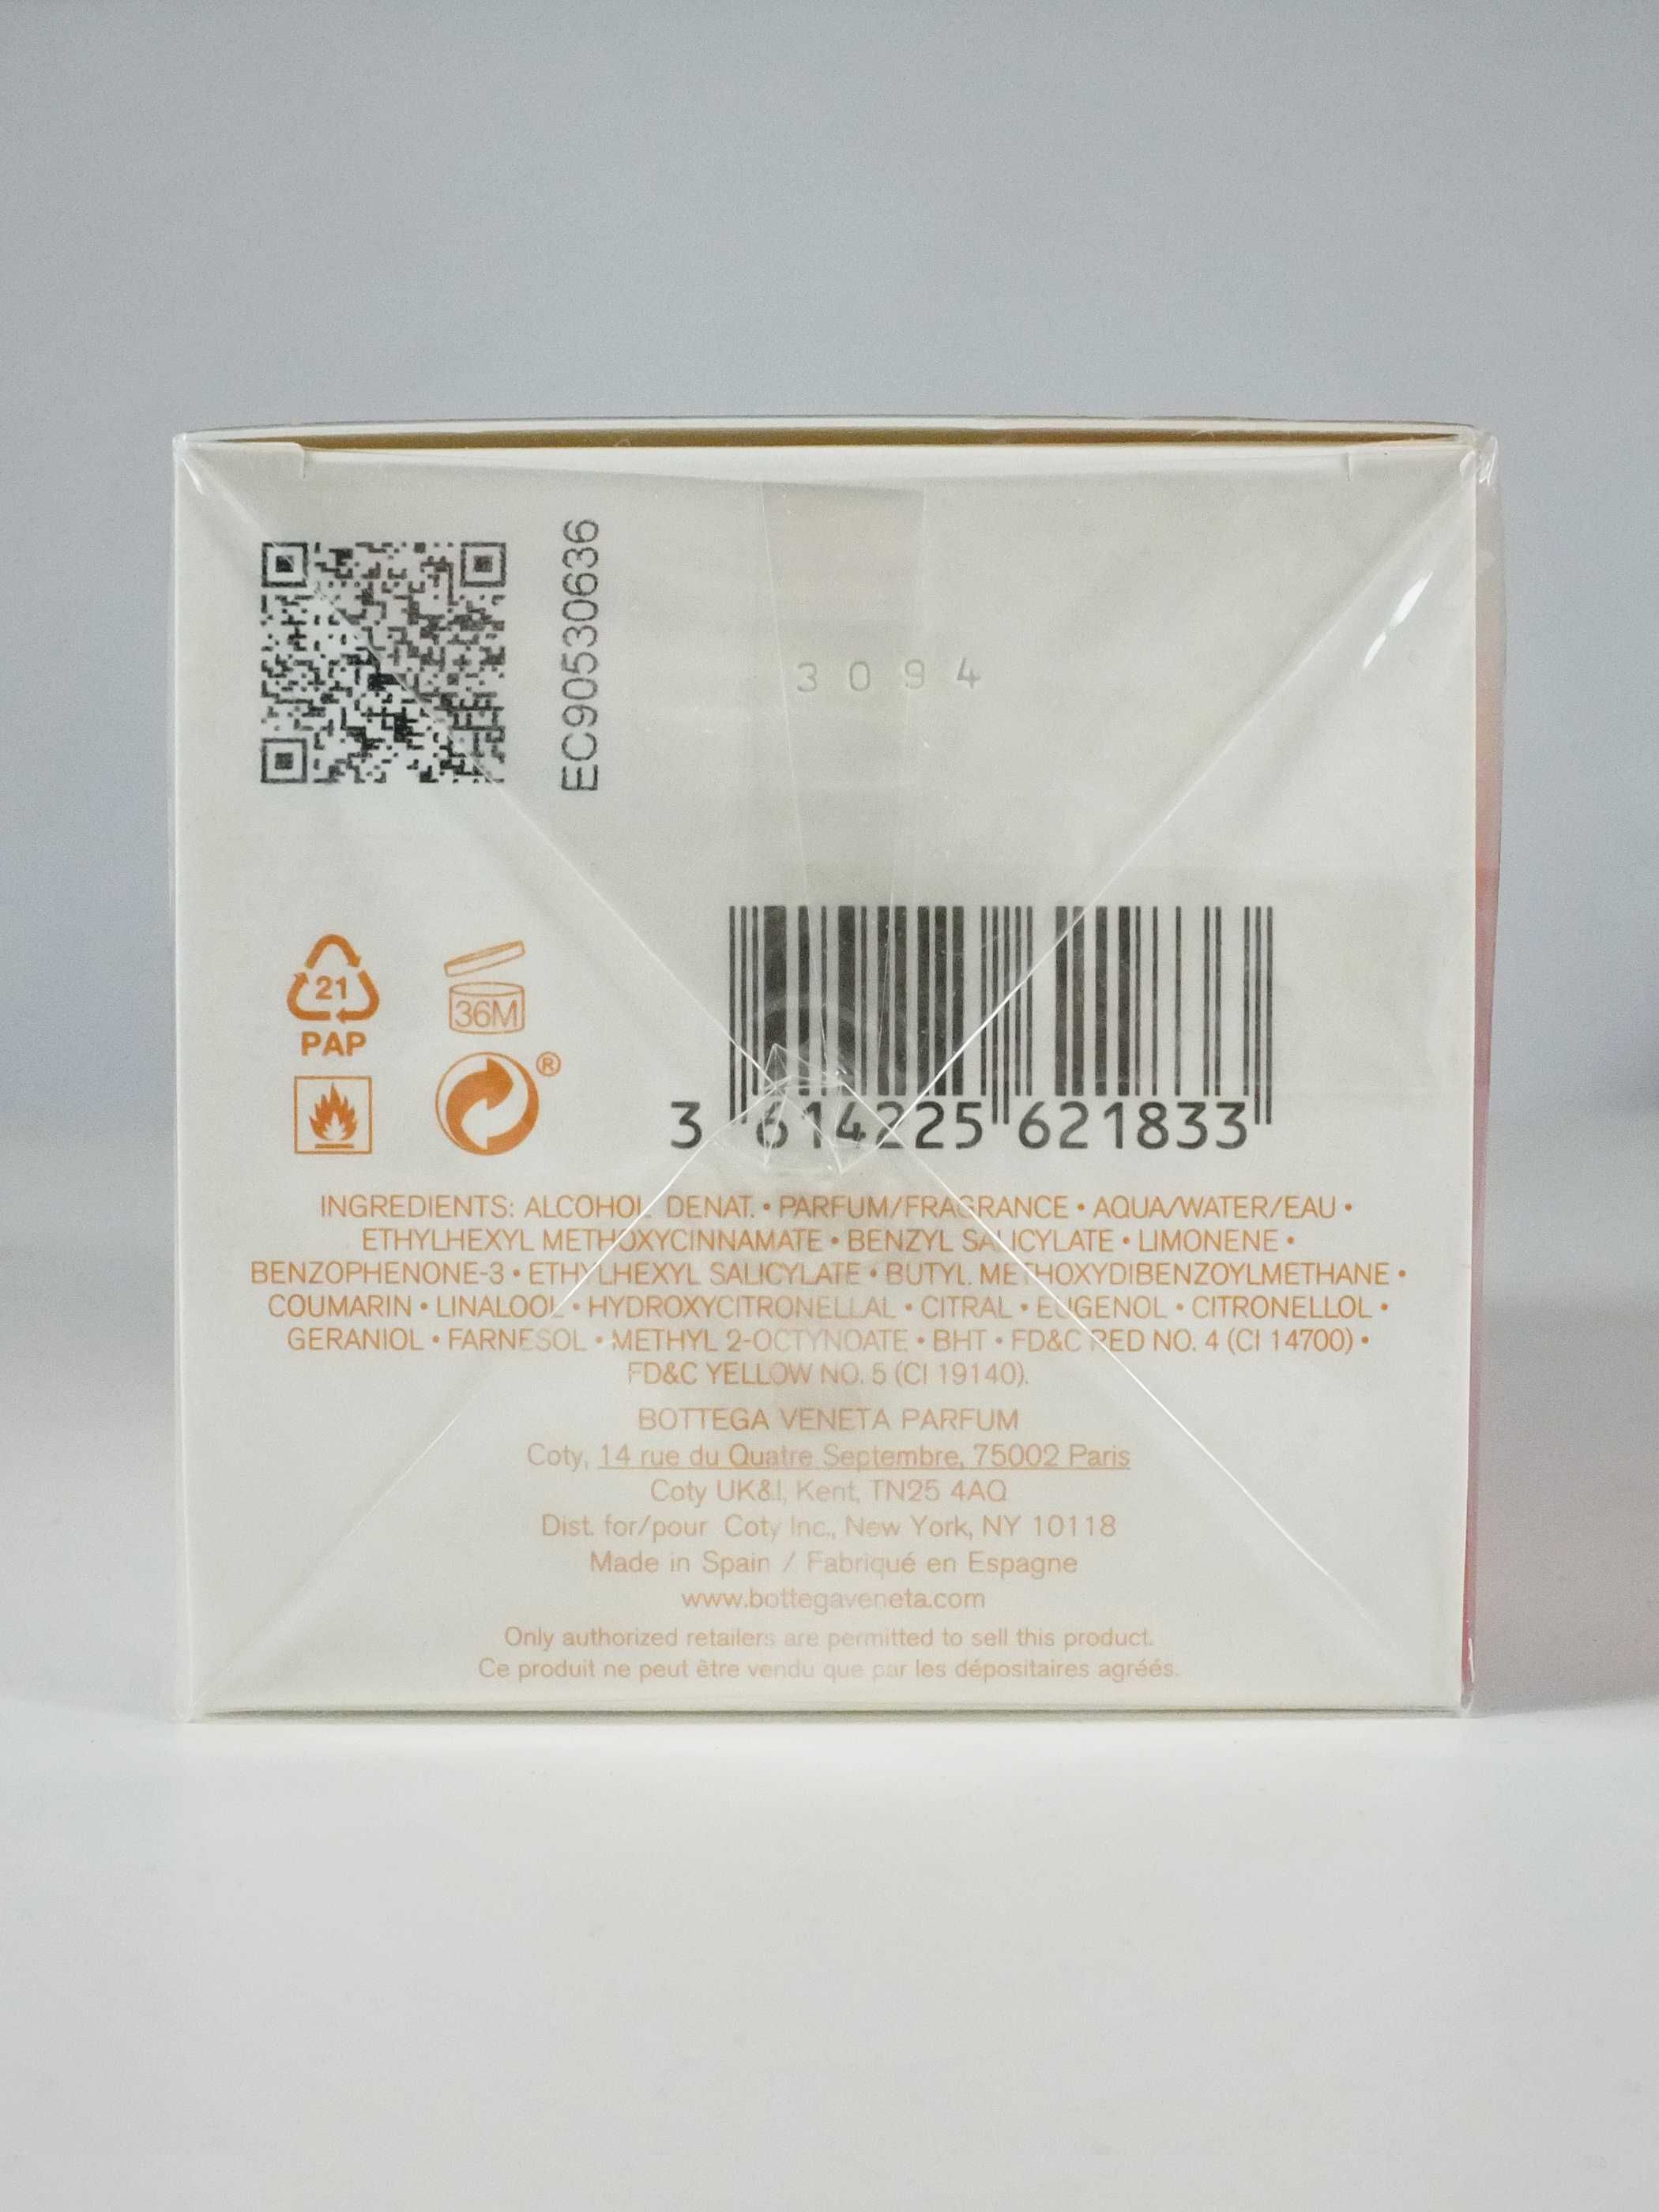 EC90530636
3094
21
PAP
36M
®
3 614225 621833
INGREDIENTS: ALCOHOL DENAT. • PARFUM/FRAGRANCE • AQUA/WATER/EAU •
ETHYLHEXYL METHOXYCINNAMATE • BENZYL SALICYLATE • LIMONENE •
BENZOPHENONE-3 • ETHYLHEXYL SALICYLATE • BUTYL METHOXYDIBENZOYLMETHANE •
COUMARIN • LINALOOL • HYDROXYCITRONELLAL • CITRAL • EUGENOL • CITRONELLOL •
GERANIOL • FARNESOL • METHYL 2-OCTYNOATE • BHT • FD&C RED NO. 4 (CI 14700) •
FD&C YELLOW NO. 5 (CI 19140).
BOTTEGA VENETA PARFUM
Coty, 14 rue du Quatre Septembre, 75002 Paris
Coty UK&I, Kent, TN25 4AQ
Dist. for/pour Coty Inc., New York, NY 10118
Made in Spain / Fabriqué en Espagne
www.bottegaveneta.com
Only authorized retailers are permitted to sell this product.
Ce produit ne peut être vendu que par les dépositaires agréés.